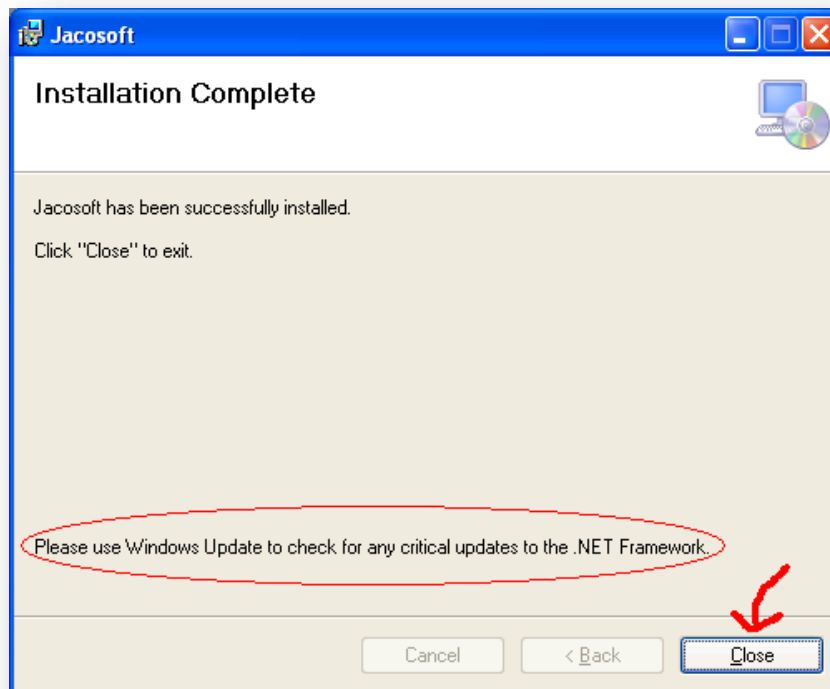 Jacosoft
Installation Complete
Jacosoft has been successfully installed.
Click "Close" to exit.
Please use Windows Update to check for any critical updates to the .NET Framework.
Cancel
< Back
Close